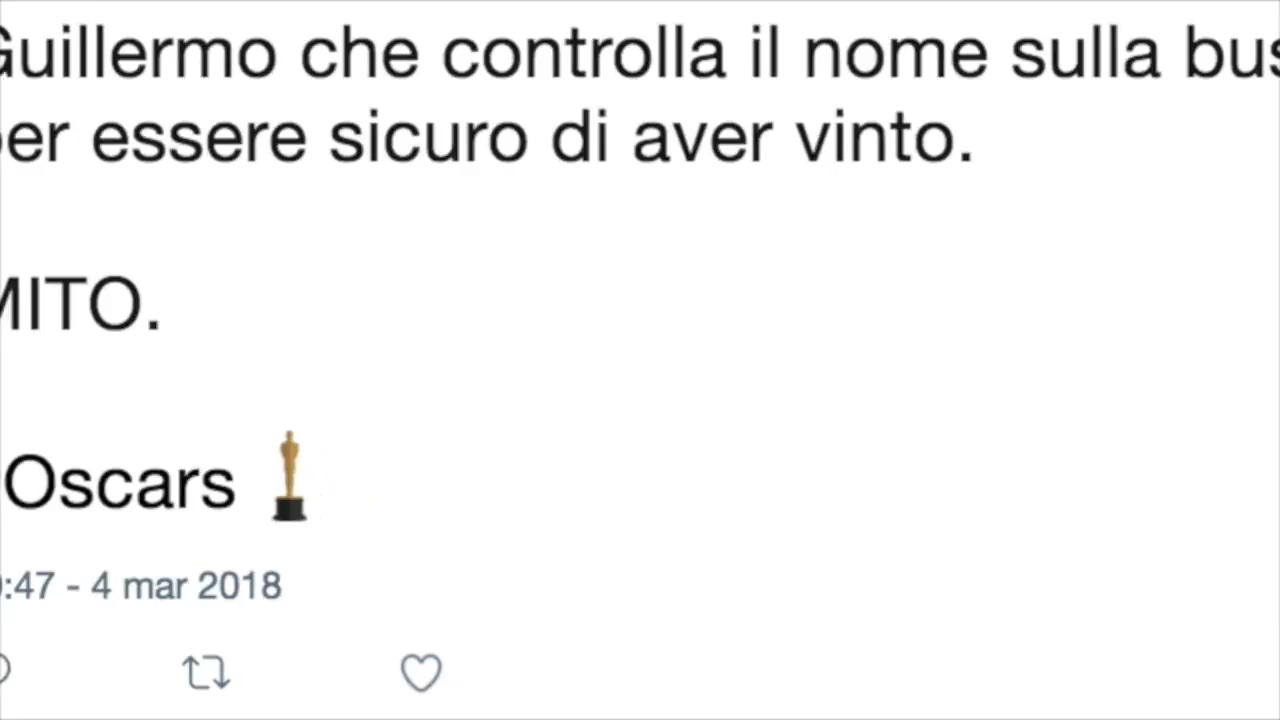 Guillermo che controlla il nome sulla bus
per essere sicuro di aver vinto.
MITO.
Oscars
:47 - 4 mar 2018